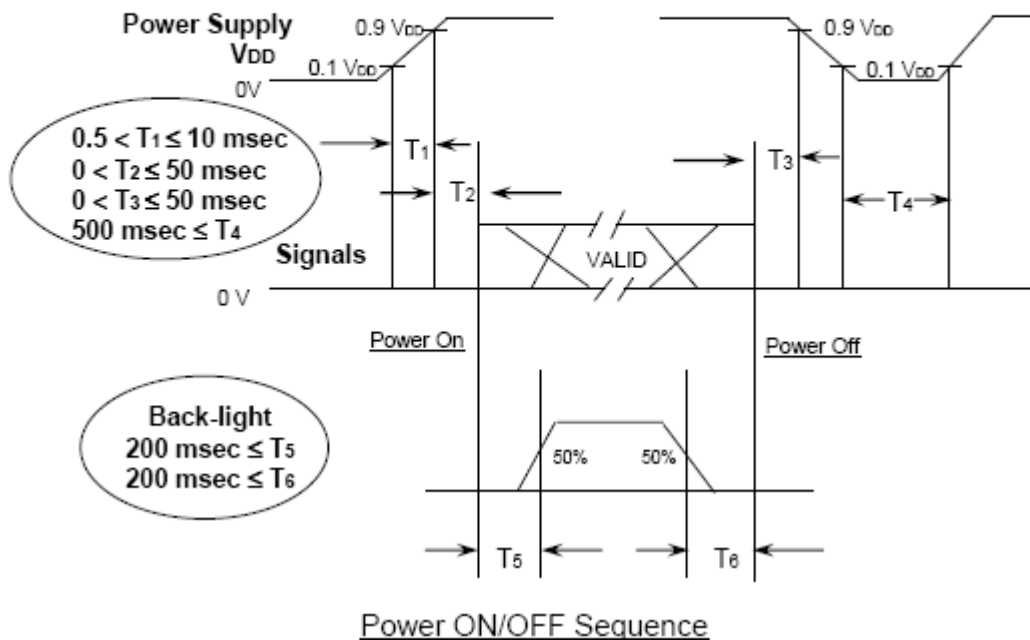 Power Supply
VDD
0.9 VDD
0.1 VDD
0V
0.9 VDD
0.1 VDD
0.5 < T1 ≤ 10 msec
0 < T2 ≤ 50 msec
0 < T3 ≤ 50 msec
500 msec ≤ T4
T1
T2
T3
T4
Signals
VALID
0 V
Power On
Power Off
Back-light
200 msec ≤ T5
200 msec ≤ T6
50%
50%
T5
T6
Power ON/OFF Sequence